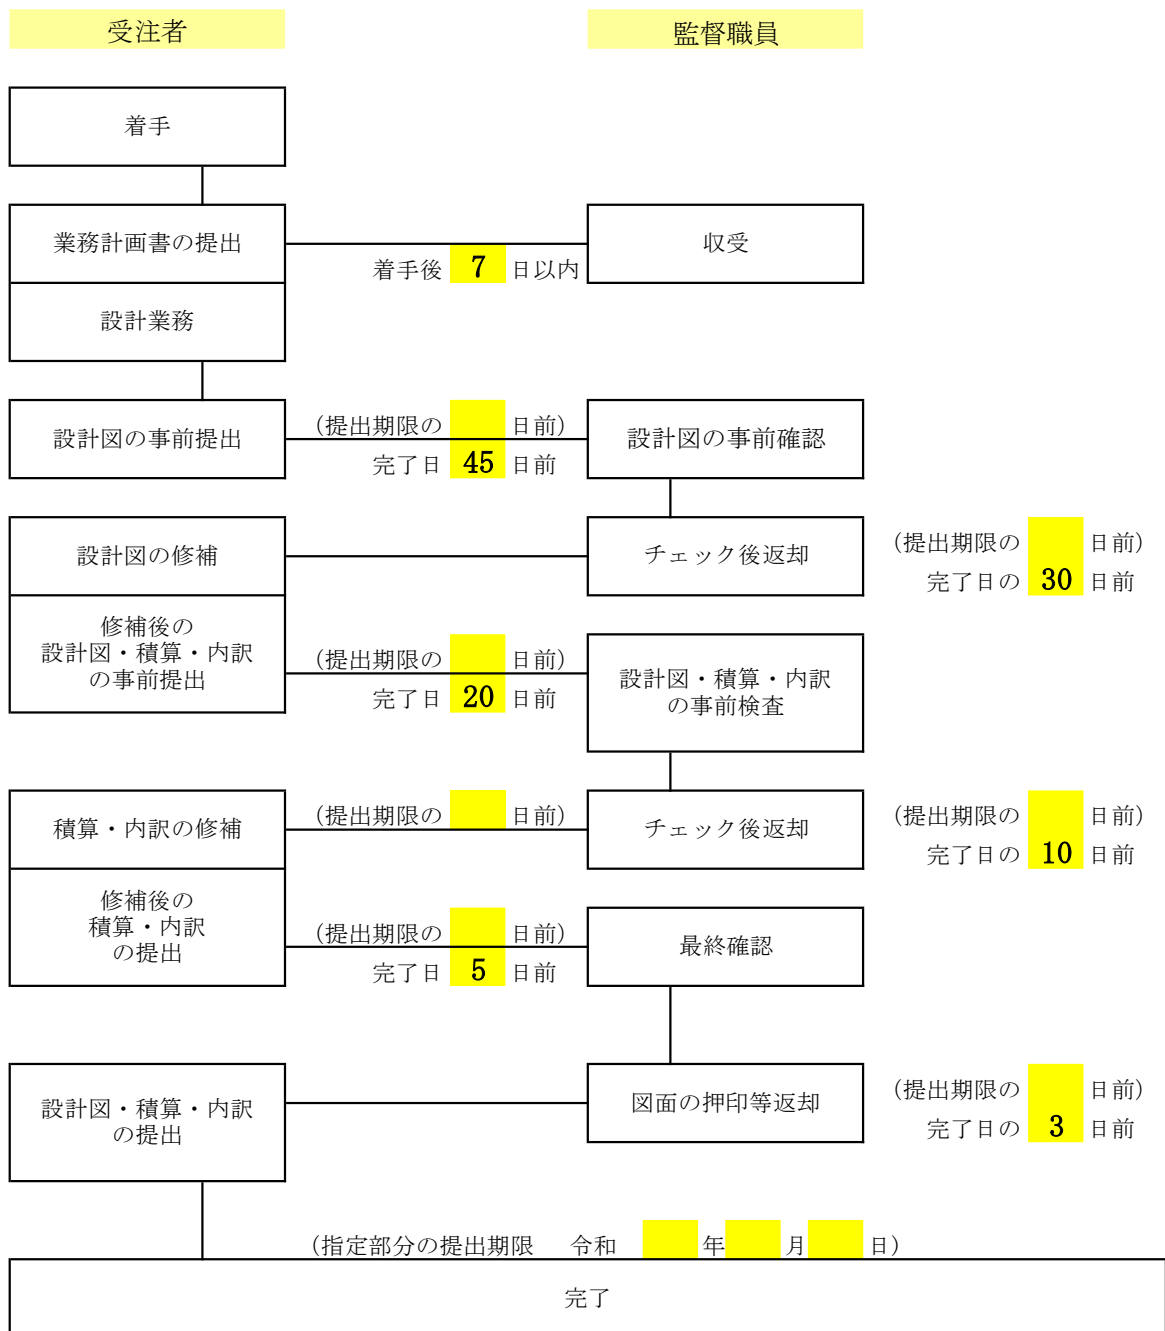 受注者
監督職員
着手
業務計画書の提出
収受
着手後 7 日以内
設計業務
設計図の事前提出
(提出期限の 日前)
完了日 45 日前
設計図の事前確認
設計図の修補
チェック後返却
(提出期限の 日前)
完了日の 30 日前
修補後の
設計図・積算・内訳
の事前提出
(提出期限の 日前)
完了日 20 日前
設計図・積算・内訳
の事前検査
積算・内訳の修補
(提出期限の 日前)
チェック後返却
(提出期限の 日前)
完了日の 10 日前
修補後の
積算・内訳
の提出
(提出期限の 日前)
完了日 5 日前
最終確認
設計図・積算・内訳
の提出
図面の押印等返却
(提出期限の 日前)
完了日の 3 日前
(指定部分の提出期限 令和 年 月 日)
完了